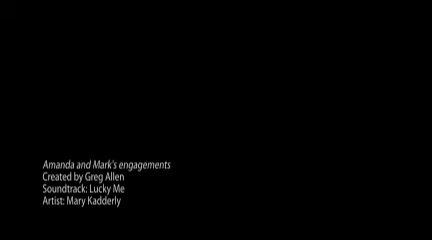 Amanda and Mark's engagements
Created by Greg Allen
Soundtrack: Lucky Me
Artist: Mary Kadderly